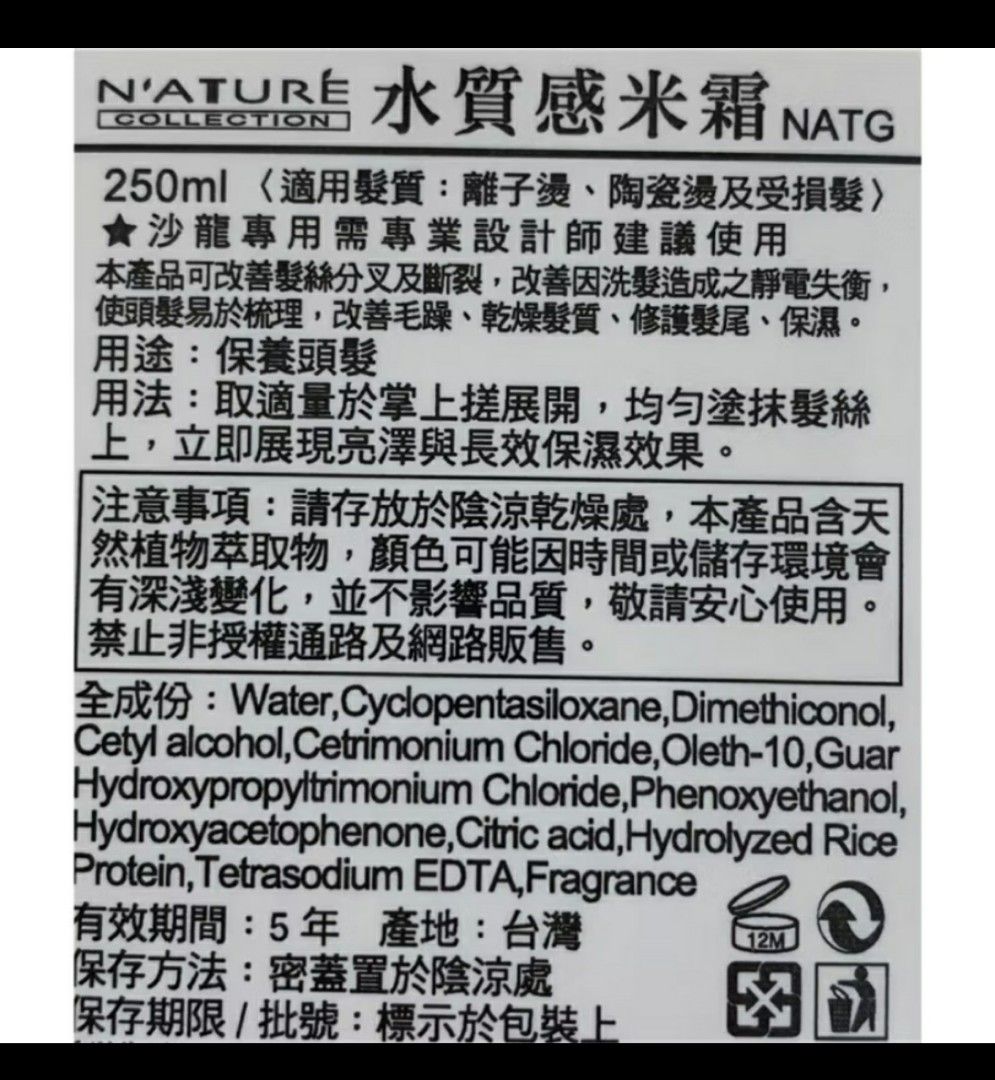 N'ATURÉ COLLECTION 水質感米霜 NATG
250ml〈適用髮質：離子燙、陶瓷燙及受損髮〉
★沙龍專用需專業設計師建議使用
本產品可改善髮絲分叉及斷裂，改善因洗髮造成之靜電失衡，
使頭髮易於梳理，改善毛躁、乾燥髮質、修護髮尾、保濕。
用途：保養頭髮
用法：取適量於掌上搓展開，均勻塗抹髮絲
上，立即展現亮澤與長效保濕效果。
注意事項：請存放於陰涼乾燥處，本產品含天
然植物萃取物，顏色可能因時間或儲存環境會
有深淺變化，並不影響品質，敬請安心使用。
禁止非授權通路及網路販售。
全成份：Water,Cyclopentasiloxane,Dimethiconol,
Cetyl alcohol,Cetrimonium Chloride,Oleth-10,Guar
Hydroxypropyltrimonium Chloride,Phenoxyethanol,
Hydroxyacetophenone,Citric acid,Hydrolyzed Rice
Protein,Tetrasodium EDTA,Fragrance
有效期間：5年 產地：台灣
12M
保存方法：密蓋置於陰涼處
保存期限/批號：標示於包裝上